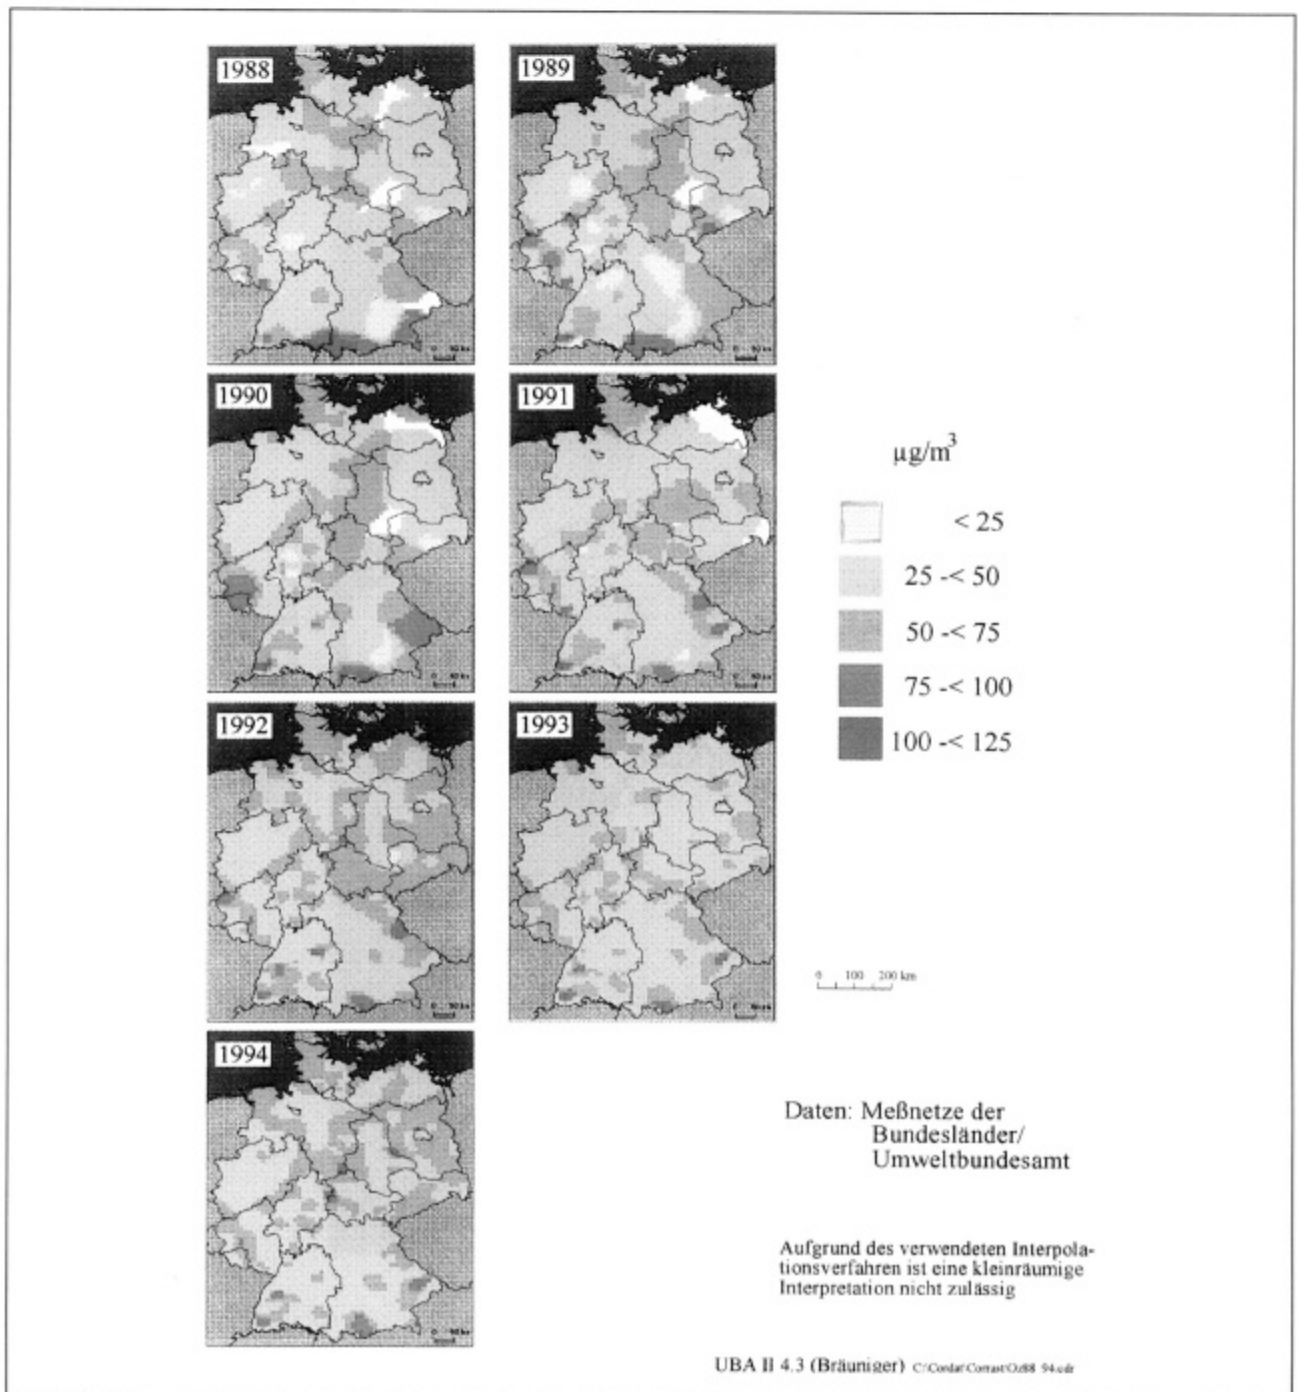 1988
1989
1990
1991
1992
1993
1994
µg/m³
< 25
25 -< 50
50 -< 75
75 -< 100
100 -< 125
0 100 200 km
Daten: Meßnetze der
Bundesländer/
Umweltbundesamt
Aufgrund des verwendeten Interpola-
tionsverfahren ist eine kleinräumige
Interpretation nicht zulässig
UBA II 4.3 (Bräuniger)